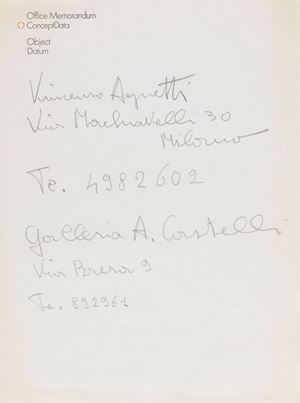 Office Memorandum
ConceptData
Object
Datum
Vincenzo Agnetti
Via Machiavelli 30
Milano
Te. 4982602
Galleria A. Castelli
Via Brera 9
Te. 892961